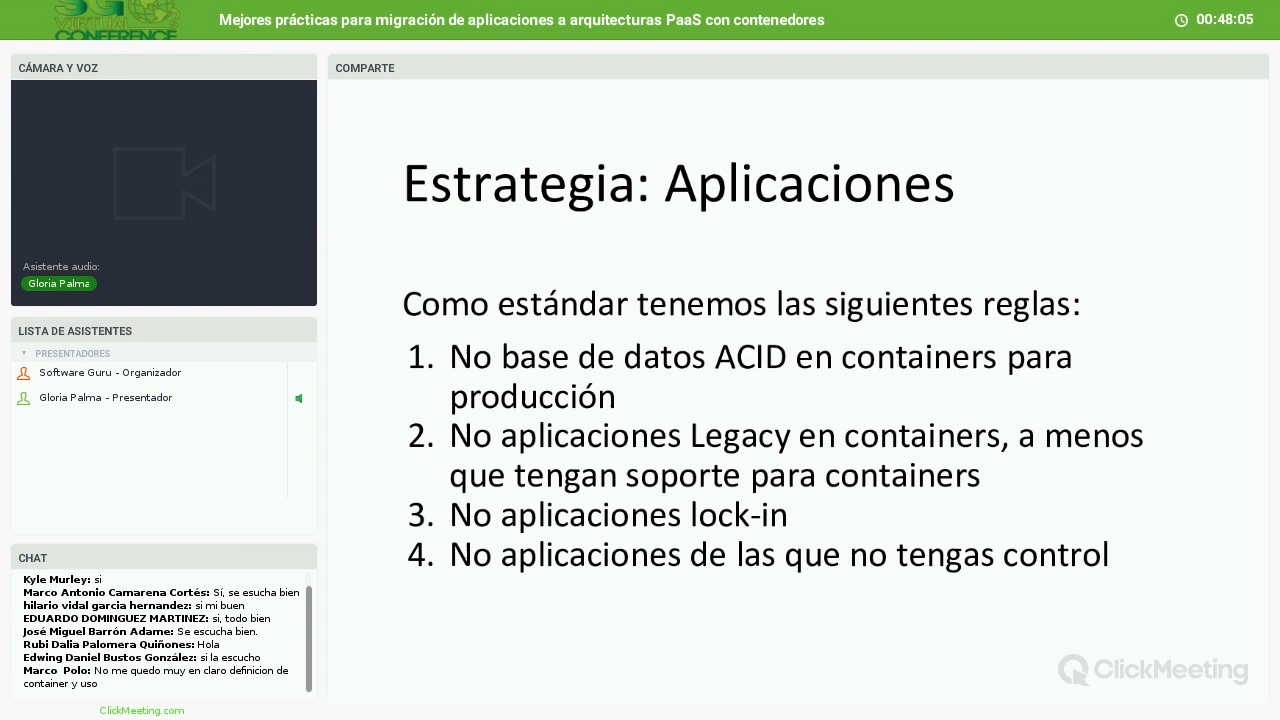 SG
VIRTUAL
CONFERENCE
Mejores prácticas para migración de aplicaciones a arquitecturas PaaS con contenedores
00:48:05
CÁMARA Y VOZ
Asistente audio:
Gloria Palma
LISTA DE ASISTENTES
PRESENTADORES
Software Guru - Organizador
Gloria Palma - Presentador
CHAT
Kyle Murley: si
Marco Antonio Camarena Cortés: Sí, se esucha bien
hilario vidal garcia hernandez: si mi buen
EDUARDO DOMINGUEZ MARTINEZ: si, todo bien
José Miguel Barrón Adame: Se escucha bien.
Rubi Dalia Palomera Quiñones: Hola
Edwing Daniel Bustos González: si la escucho
Marco Polo: No me quedo muy en claro definicion de
container y uso
ClickMeeting.com
COMPARTE
Estrategia: Aplicaciones
Como estándar tenemos las siguientes reglas:
1. No base de datos ACID en containers para
producción
2. No aplicaciones Legacy en containers, a menos
que tengan soporte para containers
3. No aplicaciones lock-in
4. No aplicaciones de las que no tengas control
ClickMeeting